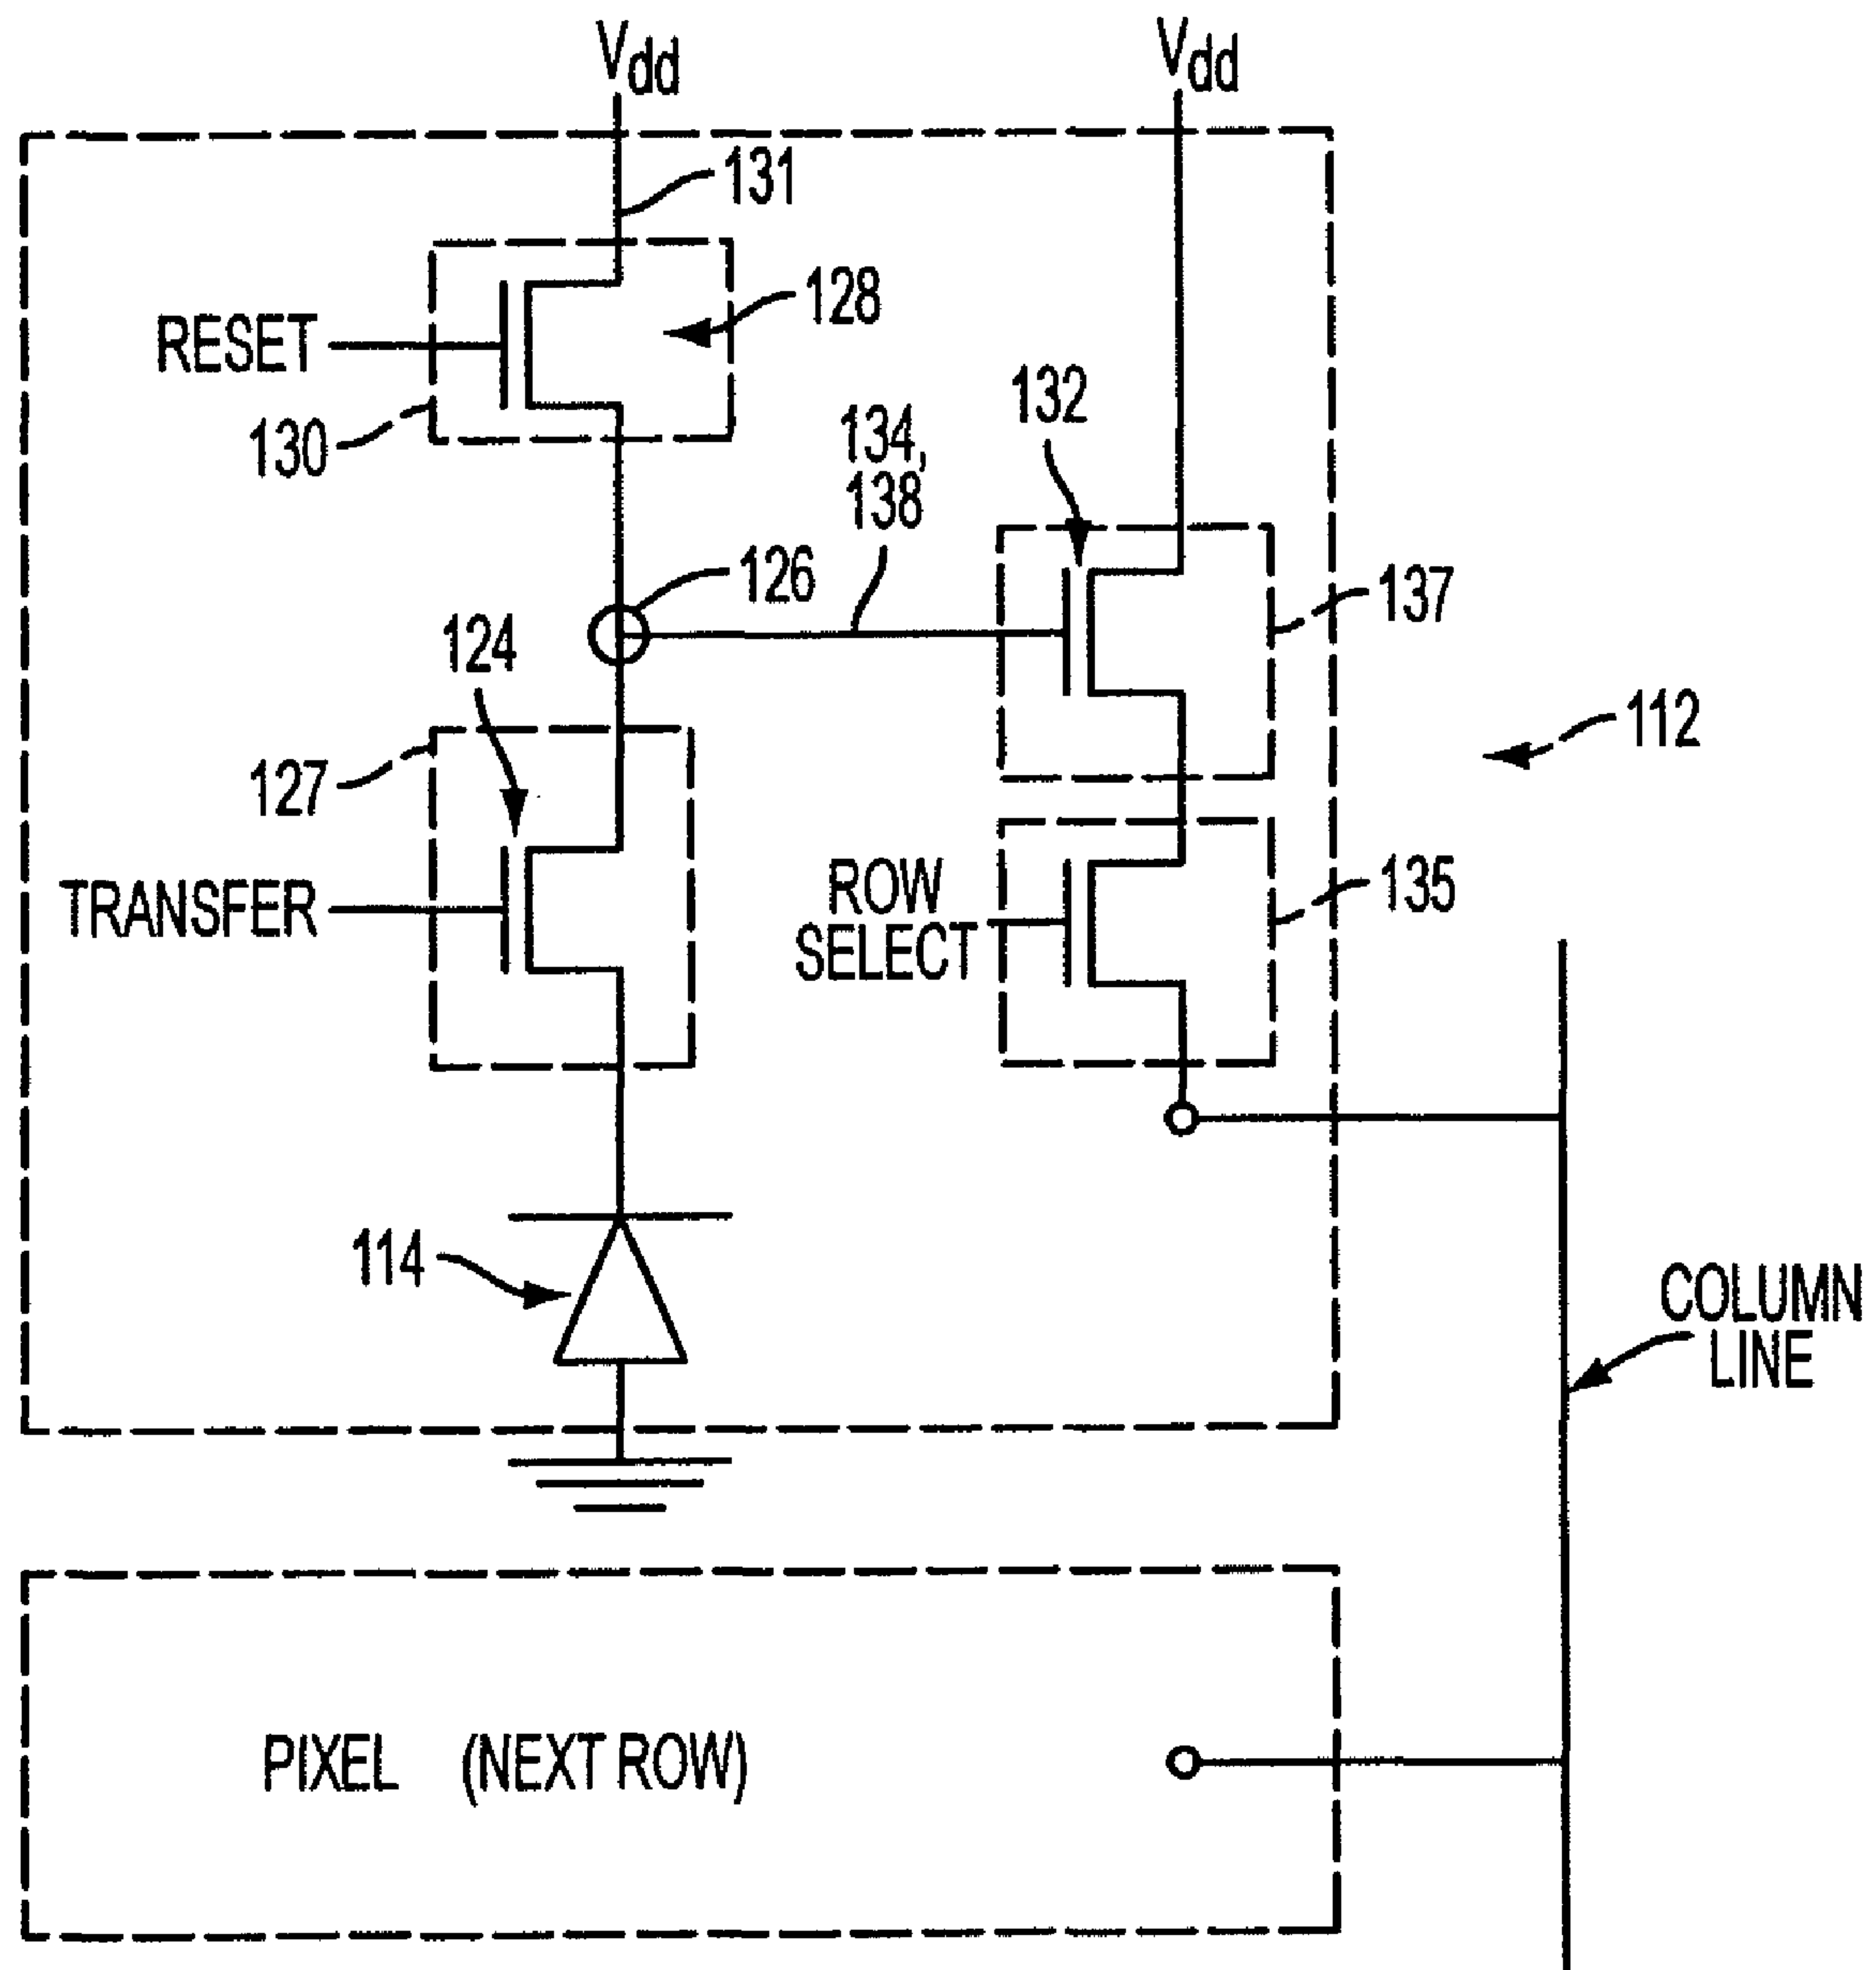 Vdd
Vdd
131
128
RESET
130
132
134,
138
126
137
124
112
127
ROW
SELECT
135
TRANSFER
114
COLUMN
LINE
PIXEL (NEXT ROW)